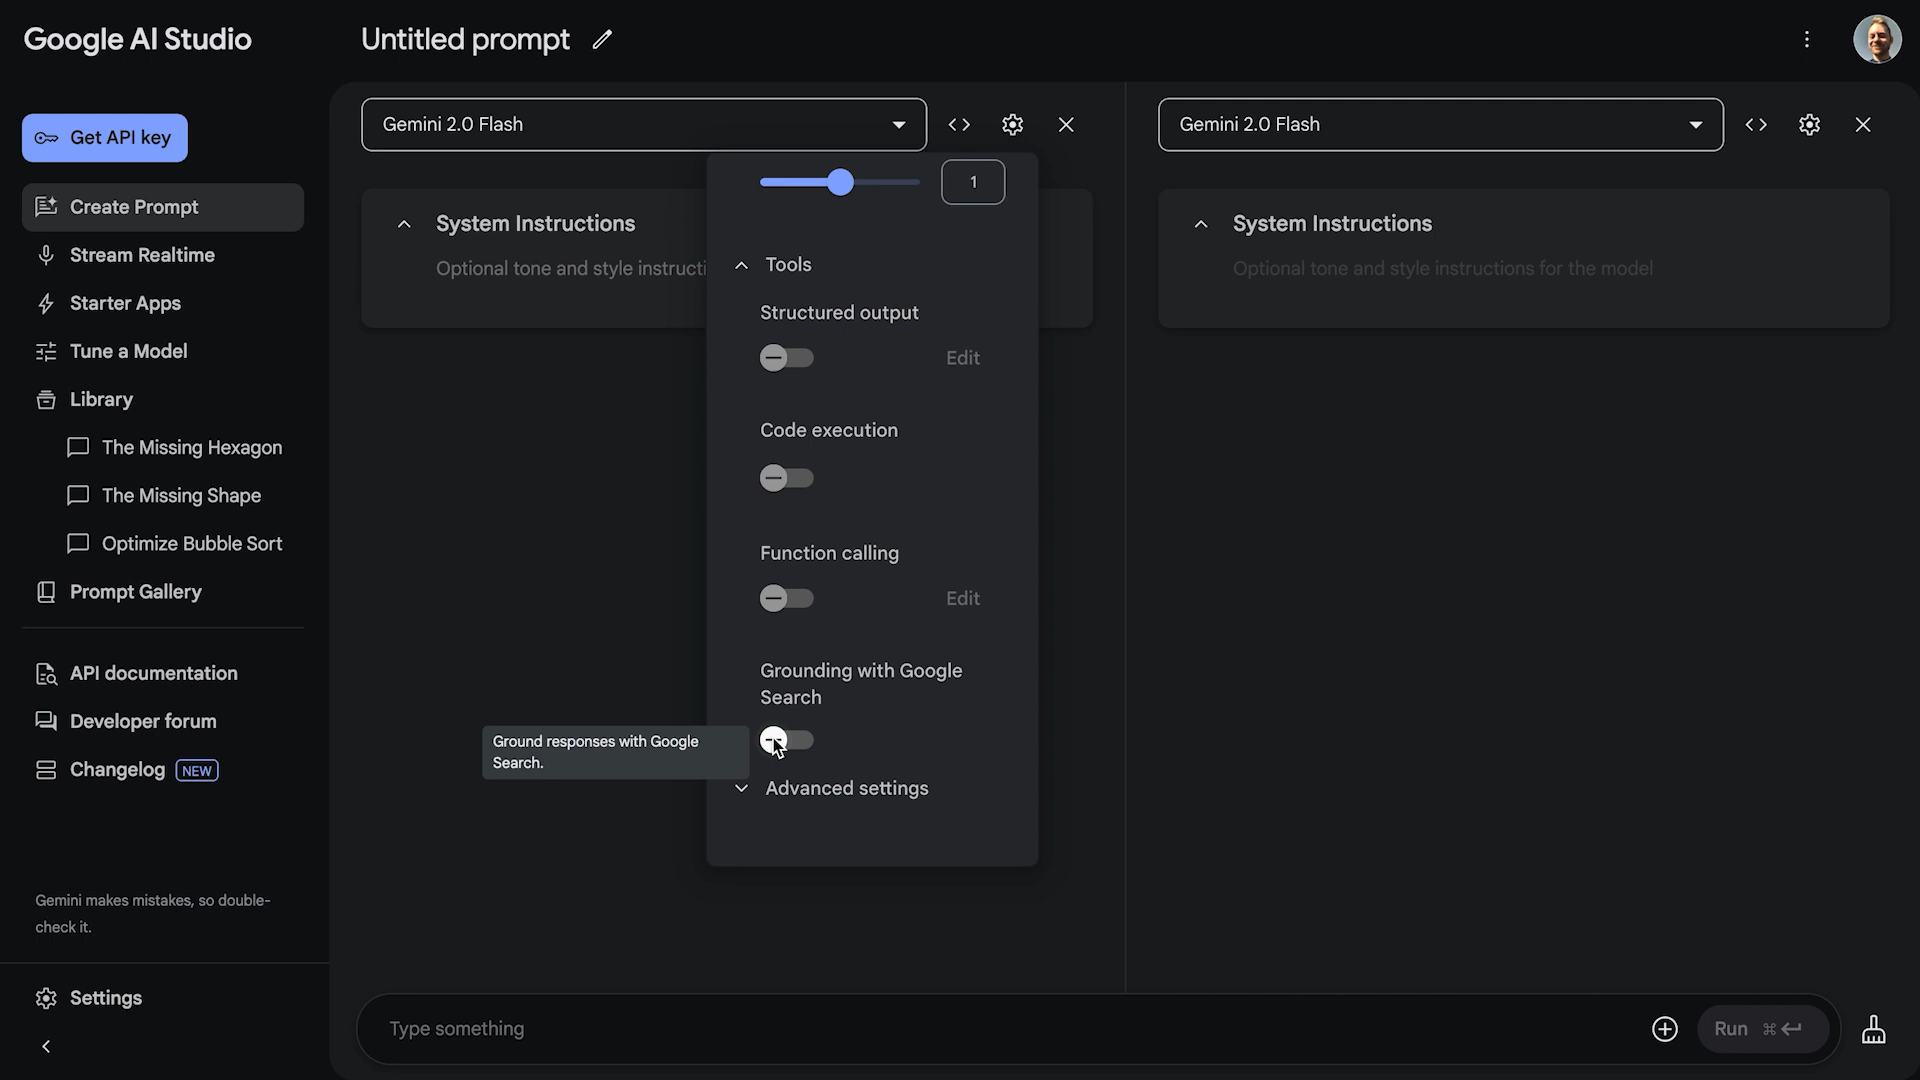 Google AI Studio
Untitled prompt
Get API key
Create Prompt
Stream Realtime
Starter Apps
Tune a Model
Library
The Missing Hexagon
The Missing Shape
Optimize Bubble Sort
Prompt Gallery
API documentation
Developer forum
Changelog NEW
Gemini makes mistakes, so double-
check it.
Settings
Gemini 2.0 Flash
System Instructions
Optional tone and style instructi
1
Tools
Structured output
Edit
Code execution
Function calling
Edit
Grounding with Google
Search
Ground responses with Google
Search.
Advanced settings
Gemini 2.0 Flash
System Instructions
Optional tone and style instructions for the model
Type something
Run ⌘